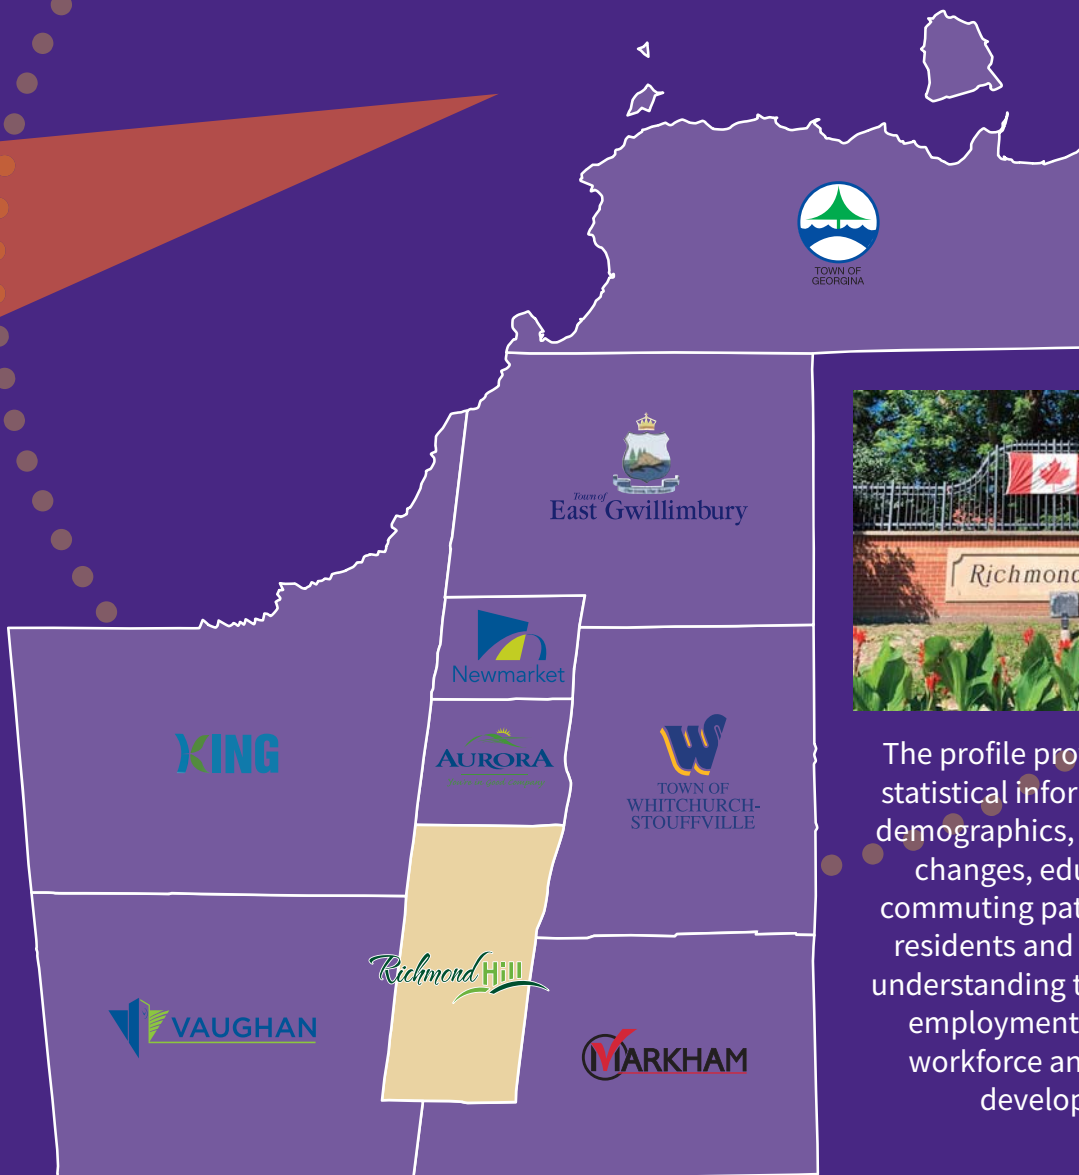 TOWN OF
GEORGINA
Town of
East Gwillimbury
Richmond
Newmarket
KING
AURORA
TOWN OF
WHITCHURCH-
STOUFFVILLE
Richmond Hill
VAUGHAN
MARKHAM
The profile pro
statistical infor
demographics,
changes, edu
commuting pat
residents and
understanding t
employment
workforce an
develop